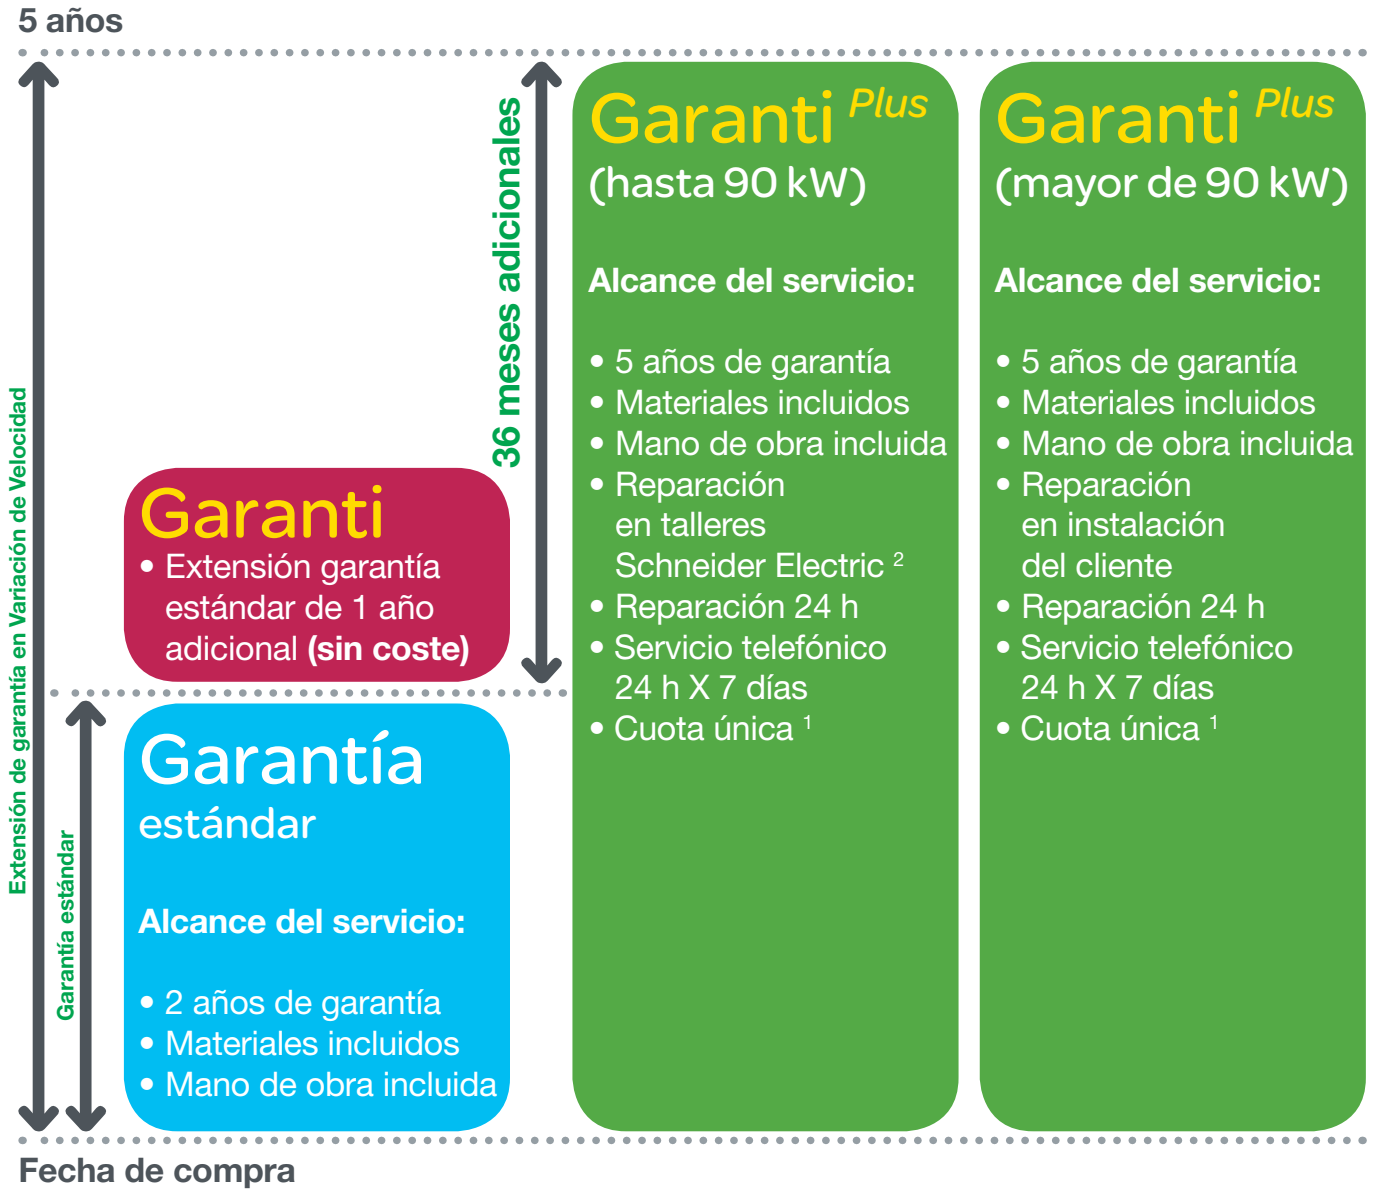 5 años
Extensión de garantía en Variación de Velocidad
36 meses adicionales
Garanti
• Extensión garantía
estándar de 1 año
adicional (sin coste)
Garantía estándar
Garantía
estándar
Alcance del servicio:
• 2 años de garantía
• Materiales incluidos
• Mano de obra incluida
Garanti Plus
(hasta 90 kW)
Alcance del servicio:
• 5 años de garantía
• Materiales incluidos
• Mano de obra incluida
• Reparación
en talleres
Schneider Electric ²
• Reparación 24 h
• Servicio telefónico
24 h X 7 días
• Cuota única ¹
Garanti Plus
(mayor de 90 kW)
Alcance del servicio:
• 5 años de garantía
• Materiales incluidos
• Mano de obra incluida
• Reparación
en instalación
del cliente
• Reparación 24 h
• Servicio telefónico
24 h X 7 días
• Cuota única ¹
Fecha de compra